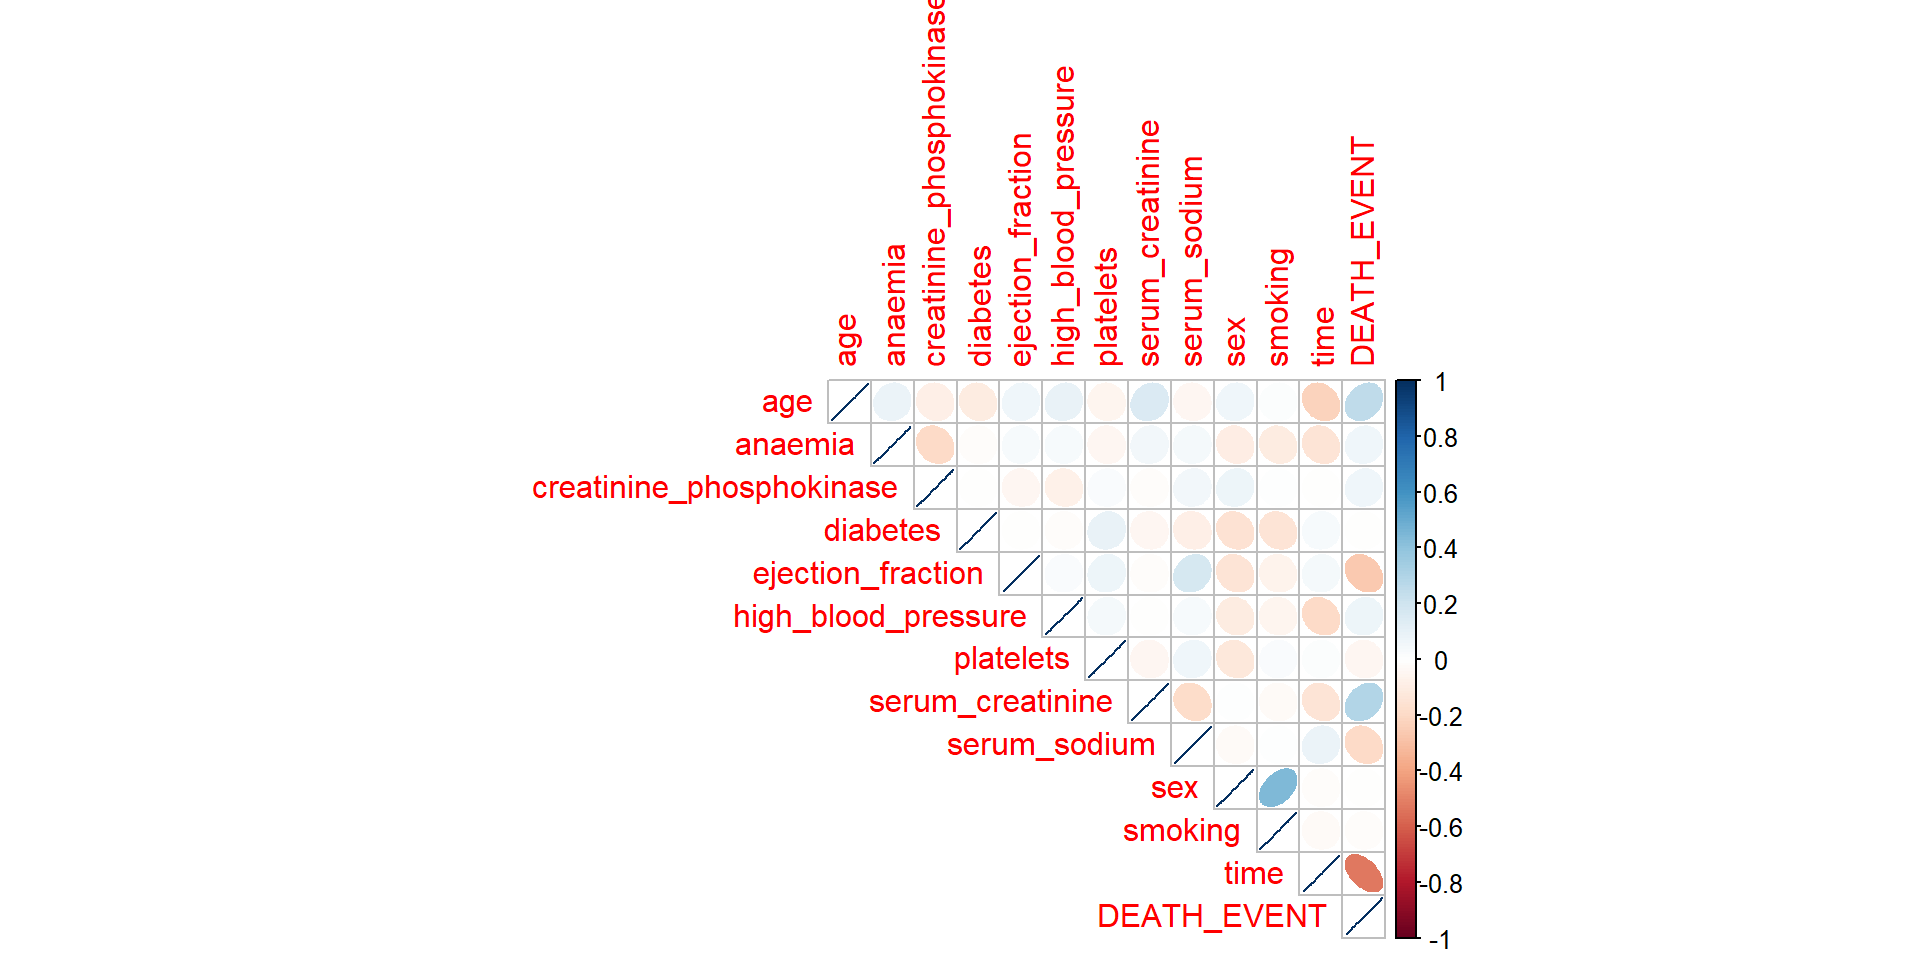 age
anaemia
creatinine_phosphokinase
diabetes
ejection_fraction
high_blood_pressure
platelets
serum_creatinine
serum_sodium
sex
smoking
time
DEATH_EVENT
age
anaemia
creatinine_phosphokinase
diabetes
ejection_fraction
high_blood_pressure
platelets
serum_creatinine
serum_sodium
sex
smoking
time
DEATH_EVENT
1
0.8
0.6
0.4
0.2
0
-0.2
-0.4
-0.6
-0.8
-1